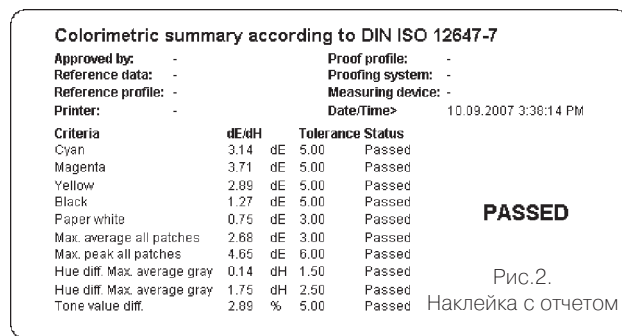 Colorimetric summary according to DIN ISO 12647-7
Approved by: - Proof profile: -
Reference data: - Proofing system: -
Reference profile: - Measuring device: -
Printer: - Date/Time> 10.09.2007 3:38:14 PM
Criteria dE/dH Tolerance Status
Cyan 3.14 dE 5.00 Passed
Magenta 3.71 dE 5.00 Passed
Yellow 2.89 dE 5.00 Passed
Black 1.27 dE 5.00 Passed
Paper white 0.75 dE 3.00 Passed
Max. average all patches 2.68 dE 3.00 Passed
Max. peak all patches 4.65 dE 6.00 Passed
Hue diff. Max. average gray 0.14 dH 1.50 Passed
Hue diff. Max. average gray 1.75 dH 2.50 Passed
Tone value diff. 2.89 % 5.00 Passed
PASSED
Рис.2.
Наклейка с отчетом